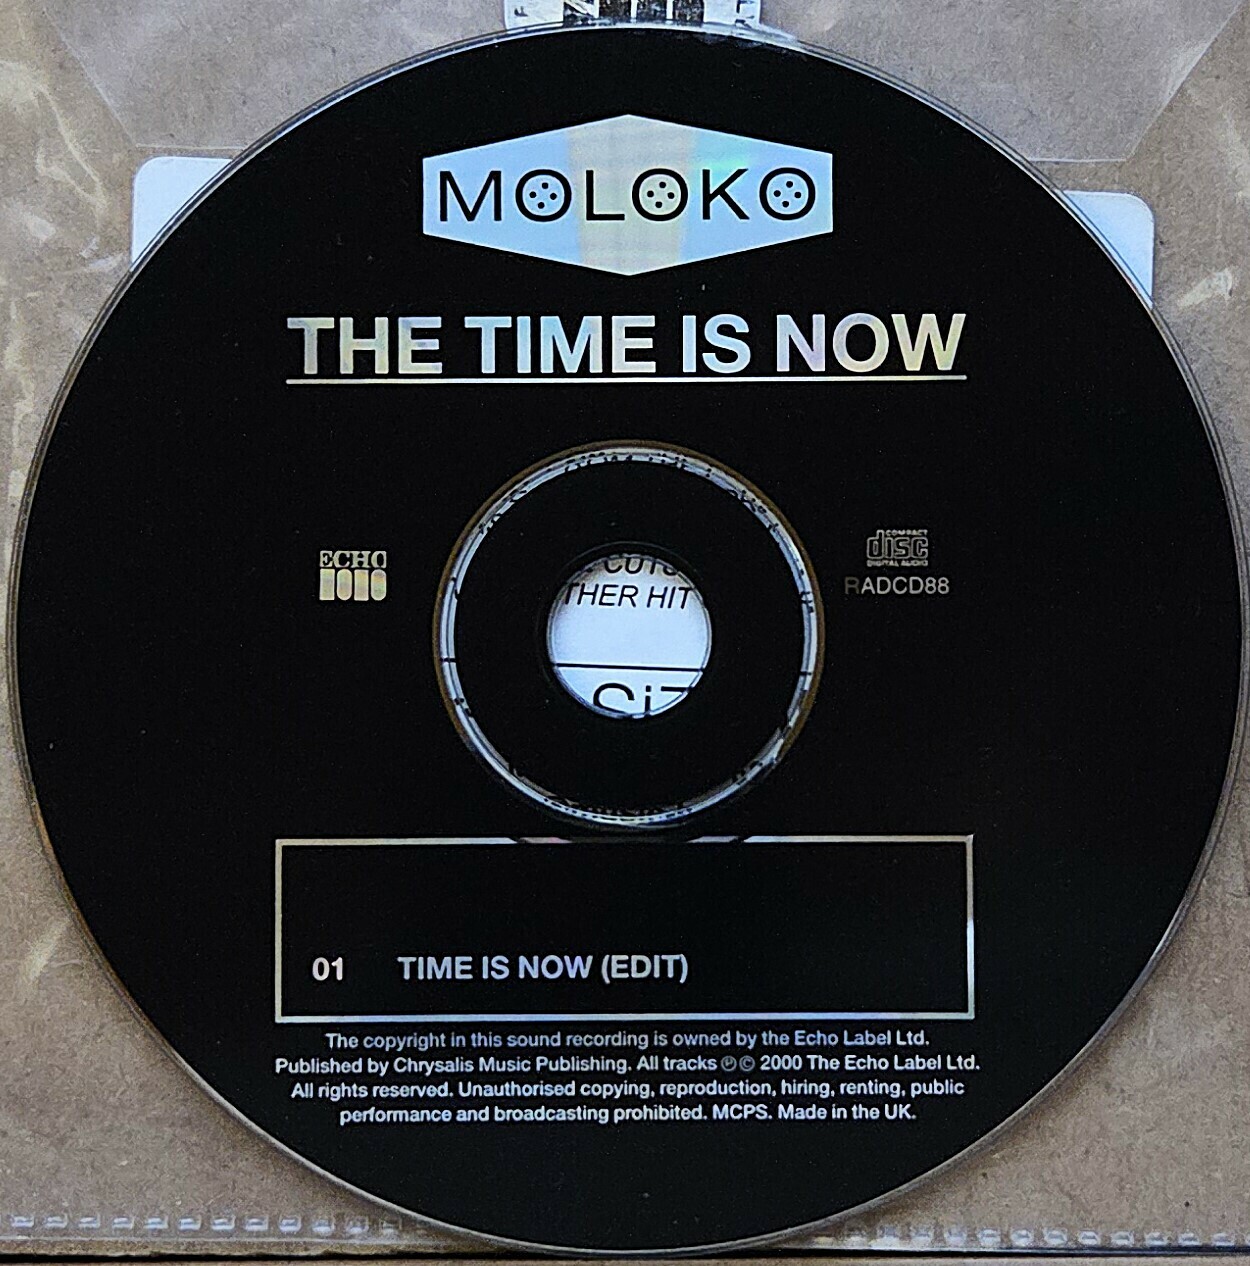 MOLOKO
THE TIME IS NOW
ECHO
COMPACT
disc
DIGITAL AUDIO
RADCD88
CUTS
THER HIT
01 TIME IS NOW (EDIT)
The copyright in this sound recording is owned by the Echo Label Ltd.
Published by Chrysalis Music Publishing. All tracks ℗ © 2000 The Echo Label Ltd.
All rights reserved. Unauthorised copying, reproduction, hiring, renting, public
performance and broadcasting prohibited. MCPS. Made in the UK.